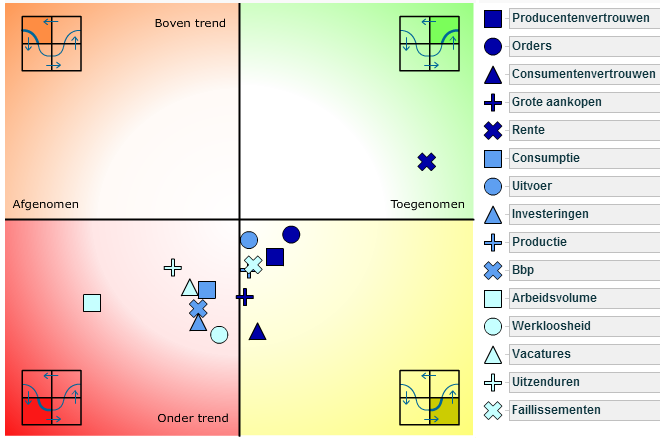 Boven trend
Afgenomen
Toegenomen
Onder trend
Producentenvertrouwen
Orders
Consumentenvertrouwen
Grote aankopen
Rente
Consumptie
Uitvoer
Investeringen
Productie
Bbp
Arbeidsvolume
Werkloosheid
Vacatures
Uitzenduren
Faillissementen